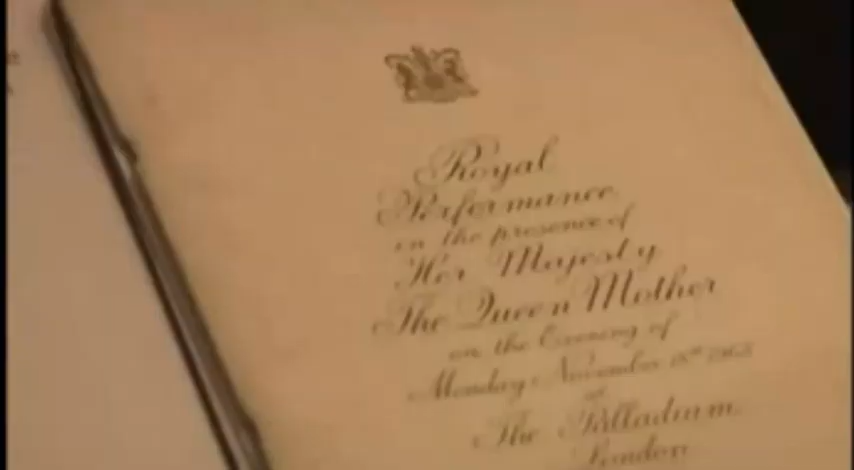 Royal
Performance
in the presence of
Her Majesty
The Queen Mother
on the Evening of
Monday November
at
The Palladium
London